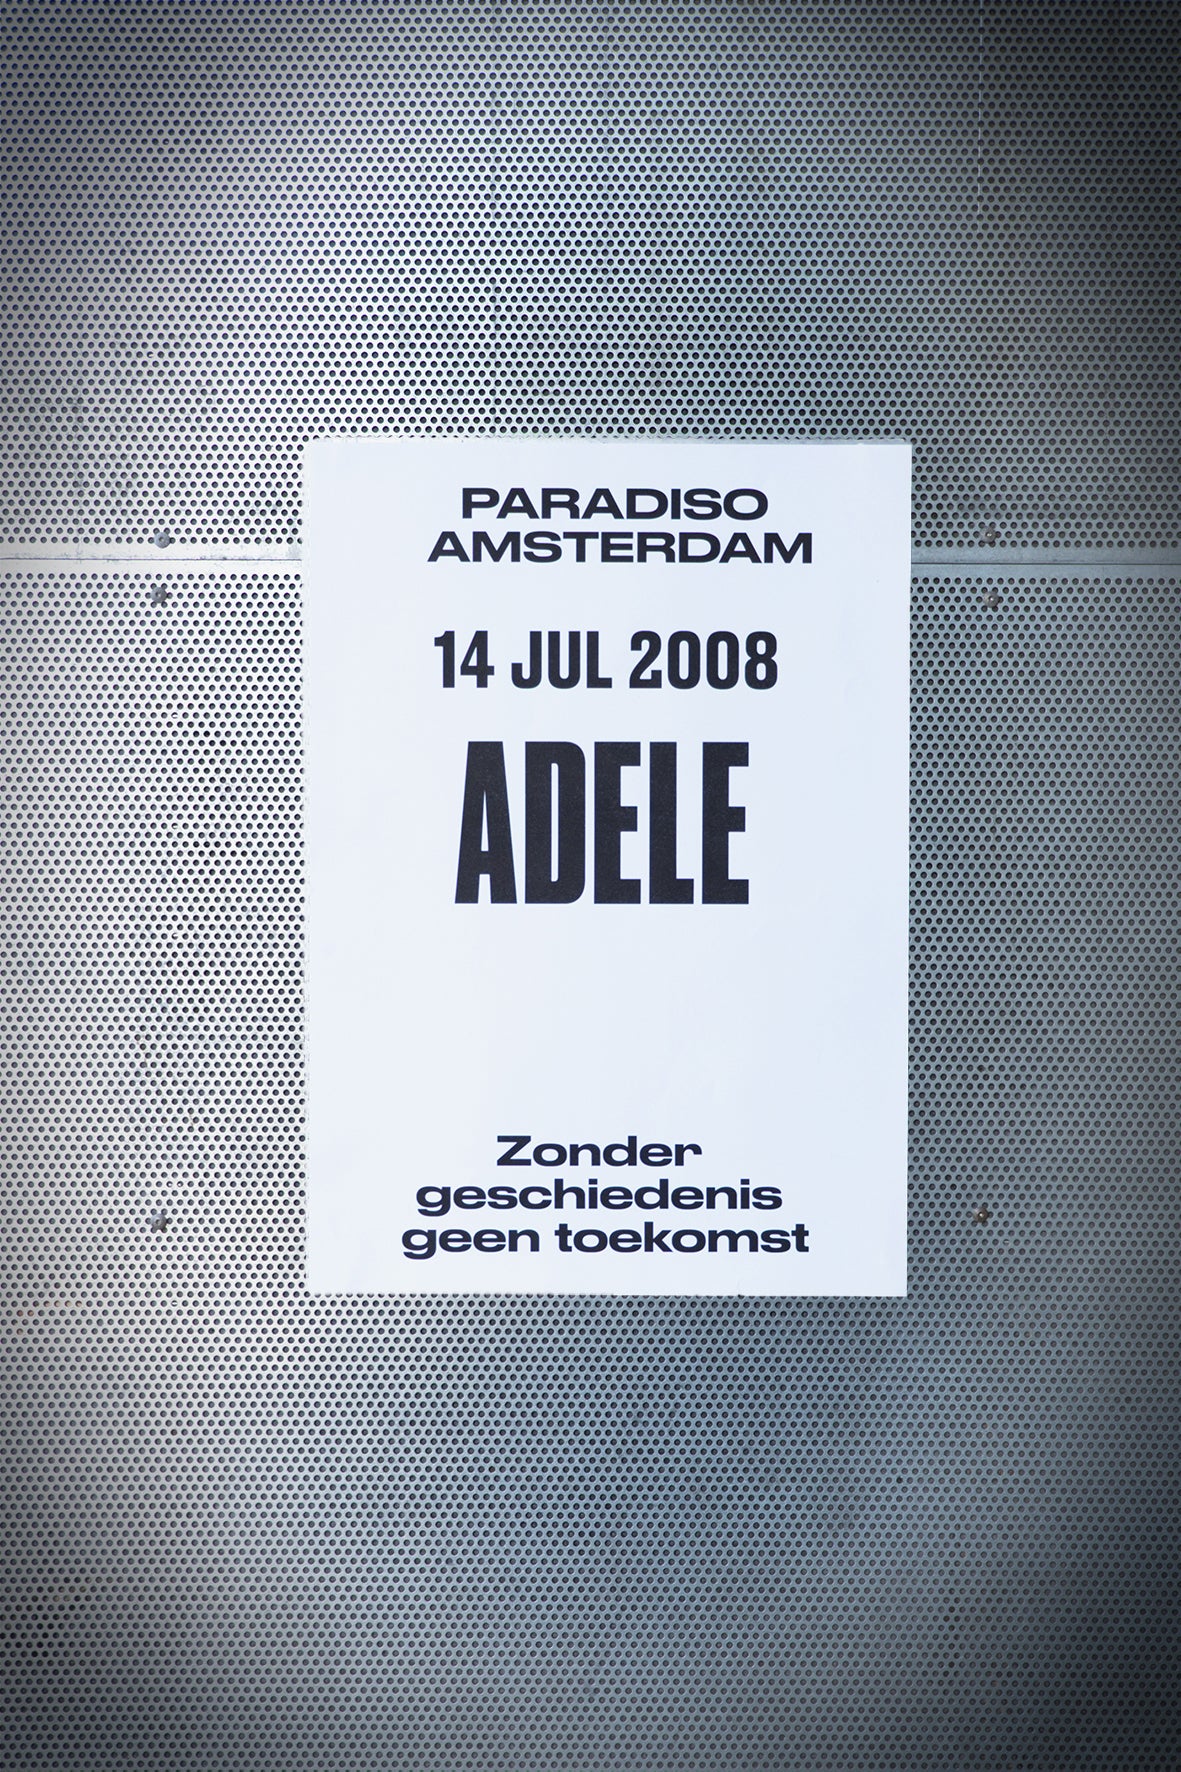 PARADISO
AMSTERDAM
14 JUL 2008
ADELE
Zonder
geschiedenis
geen toekomst